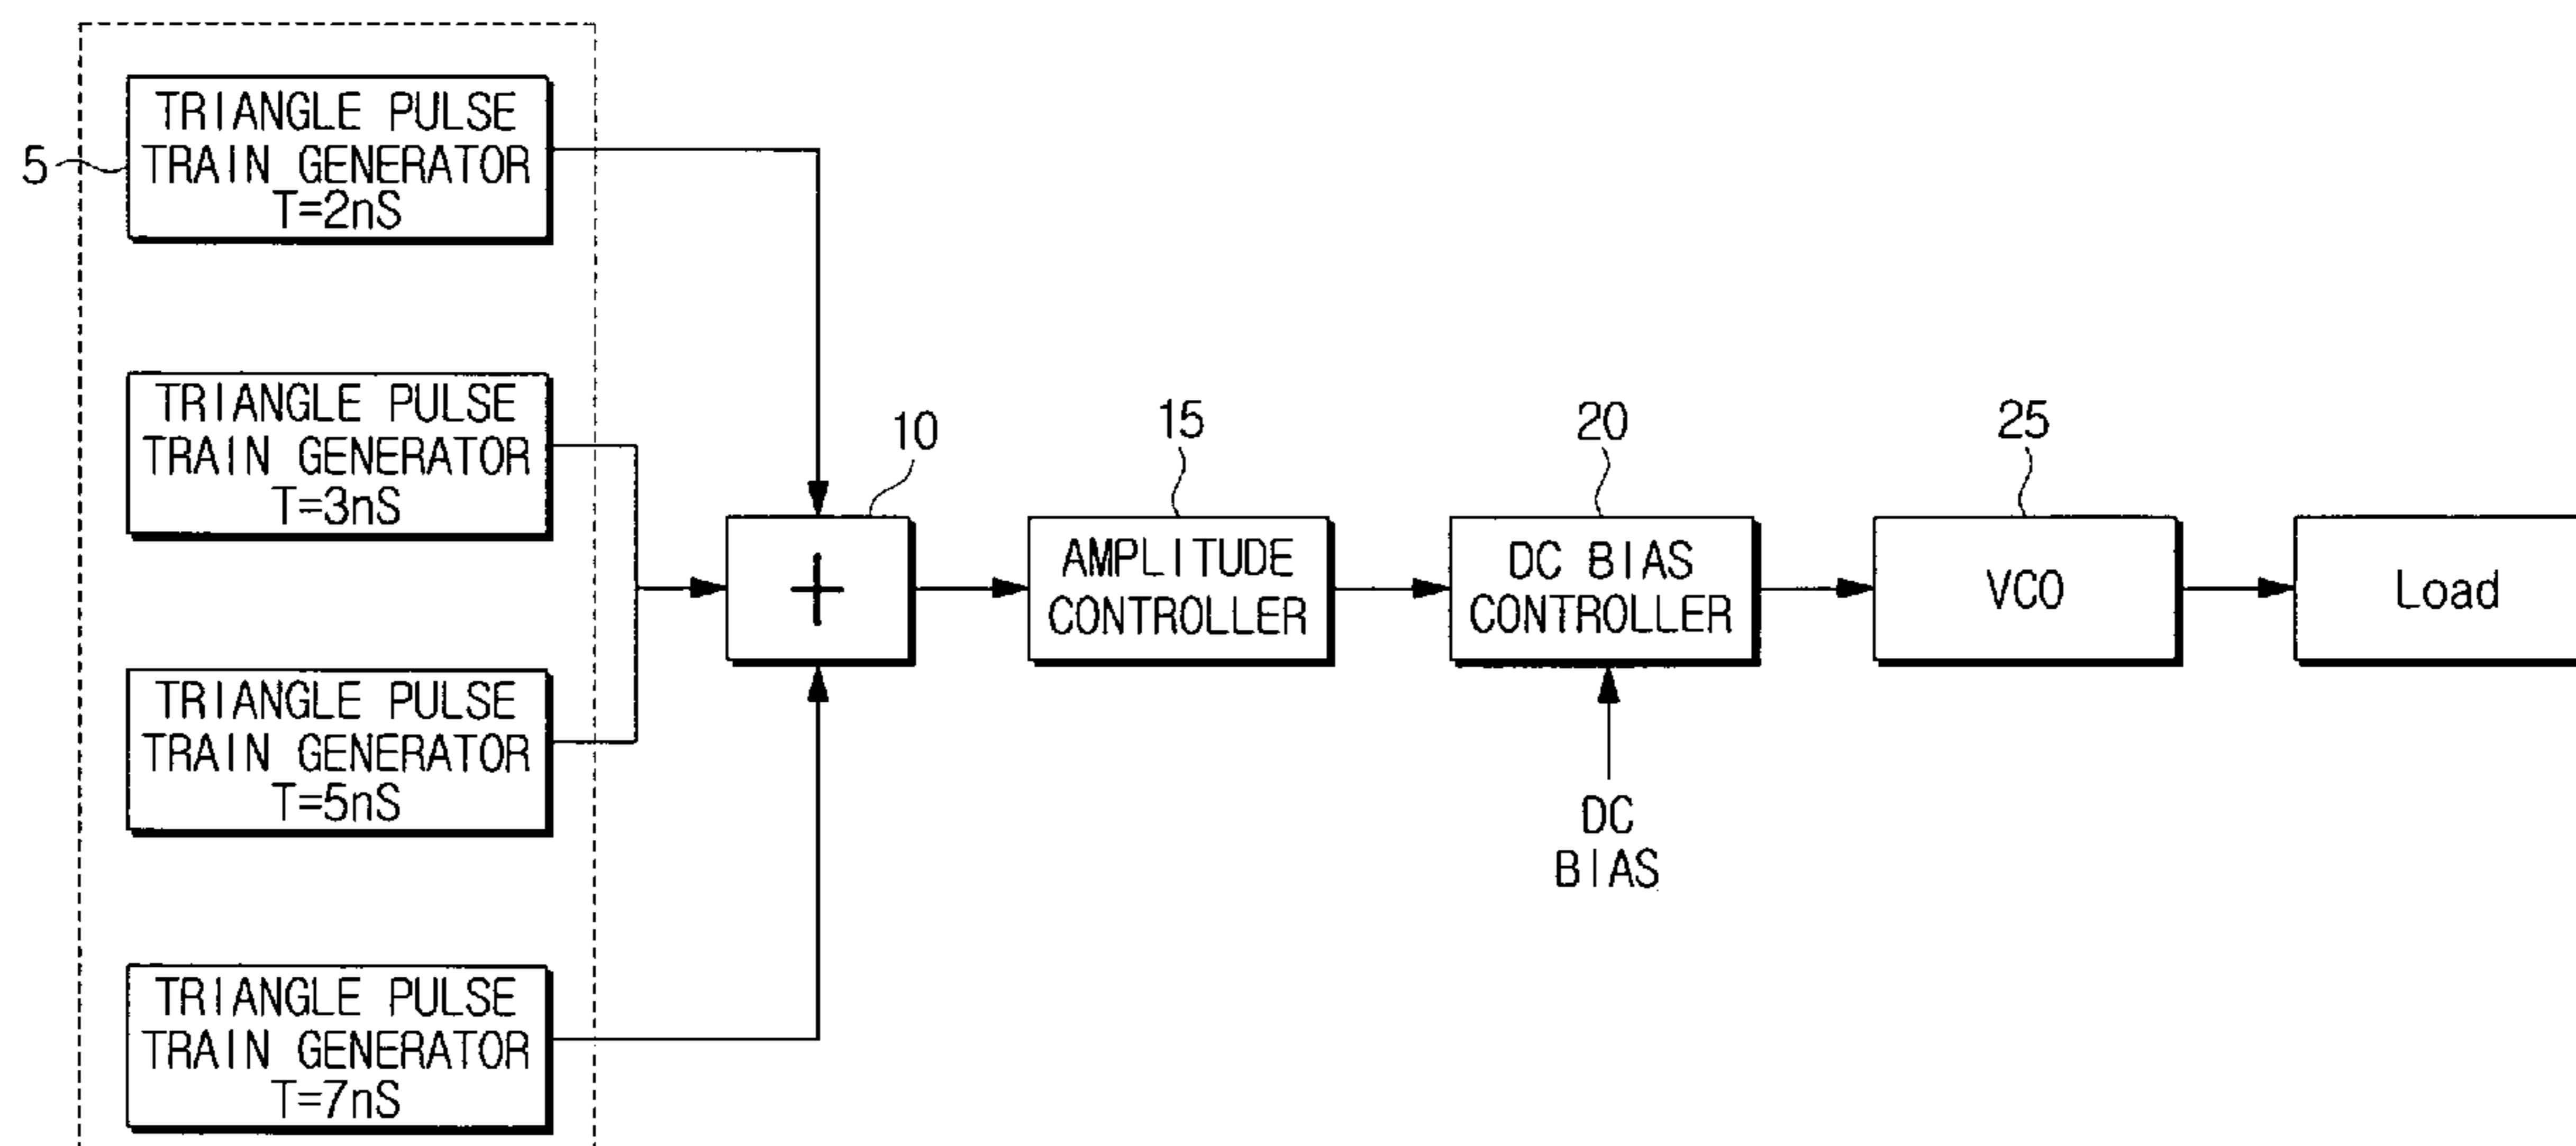 TRIANGLE PULSE
TRAIN GENERATOR
T=2nS
5
TRIANGLE PULSE
TRAIN GENERATOR
T=3nS
TRIANGLE PULSE
TRAIN GENERATOR
T=5nS
TRIANGLE PULSE
TRAIN GENERATOR
T=7nS
10
+
15
AMPLITUDE
CONTROLLER
20
DC BIAS
CONTROLLER
DC
BIAS
25
VCO
Load